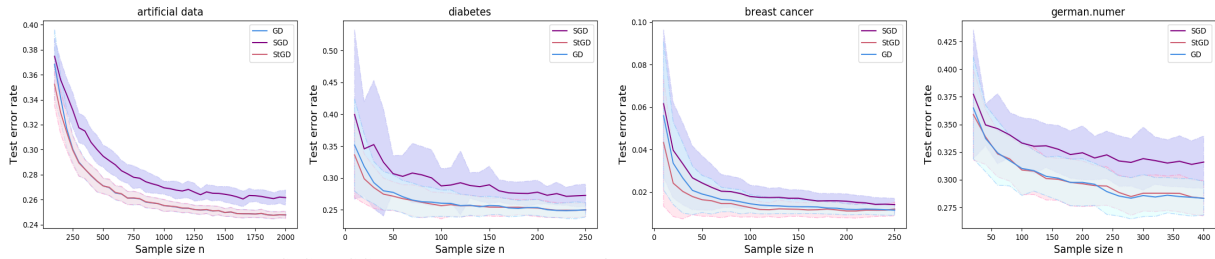 artificial data
0.40
0.38
0.36
0.34
0.32
0.30
0.28
0.26
0.24
Test error rate
GD
SGD
StGD
250 500 750 1000 1250 1500 1750 2000
Sample size n
diabetes
0.50
0.45
0.40
0.35
0.30
0.25
Test error rate
SGD
StGD
GD
0 50 100 150 200 250
Sample size n
breast cancer
0.10
0.08
0.06
0.04
0.02
Test error rate
SGD
StGD
GD
0 50 100 150 200 250
Sample size n
german.numer
0.425
0.400
0.375
0.350
0.325
0.300
0.275
Test error rate
SGD
StGD
GD
50 100 150 200 250 300 350 400
Sample size n